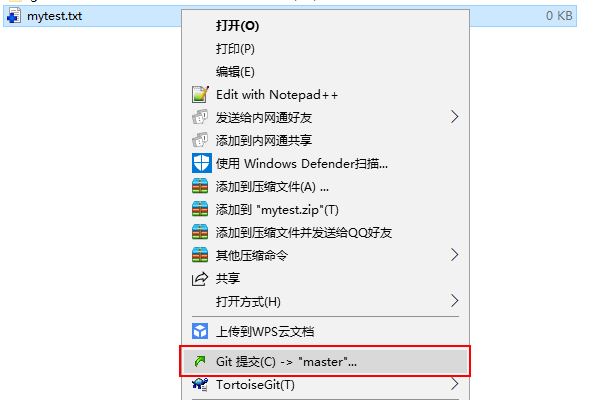 mytest.txt 0 KB
打开(O)
打印(P)
编辑(E)
Edit with Notepad++
发送给内网通好友
添加到内网通共享
使用 Windows Defender扫描...
添加到压缩文件(A) ...
添加到 "mytest.zip"(T)
添加到压缩文件并发送给QQ好友
其他压缩命令
共享
打开方式(H)
上传到WPS云文档
Git 提交(C) -> "master"...
TortoiseGit(T)